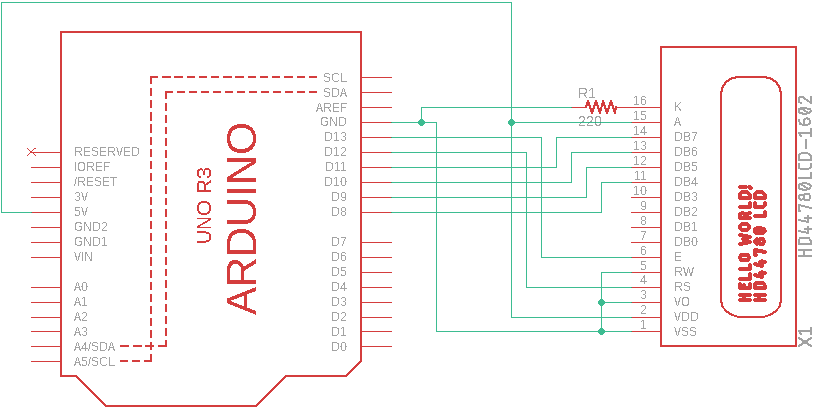 SCL
SDA
AREF
GND
D13
D12
D11
D10
D9
D8
D7
D6
D5
D4
D3
D2
D1
D0
RESERVED
IOREF
/RESET
3V
5V
GND2
GND1
VIN
A0
A1
A2
A3
A4/SDA
A5/SCL
UNO R3
ARDUINO
R1
220
16 K
15 A
14 DB7
13 DB6
12 DB5
11 DB4
10 DB3
9 DB2
8 DB1
7 DB0
6 E
5 RW
4 RS
3 VO
2 VDD
1 VSS
HELLO WORLD!
HD44780 LCD
HD44780LCD-1602
X1